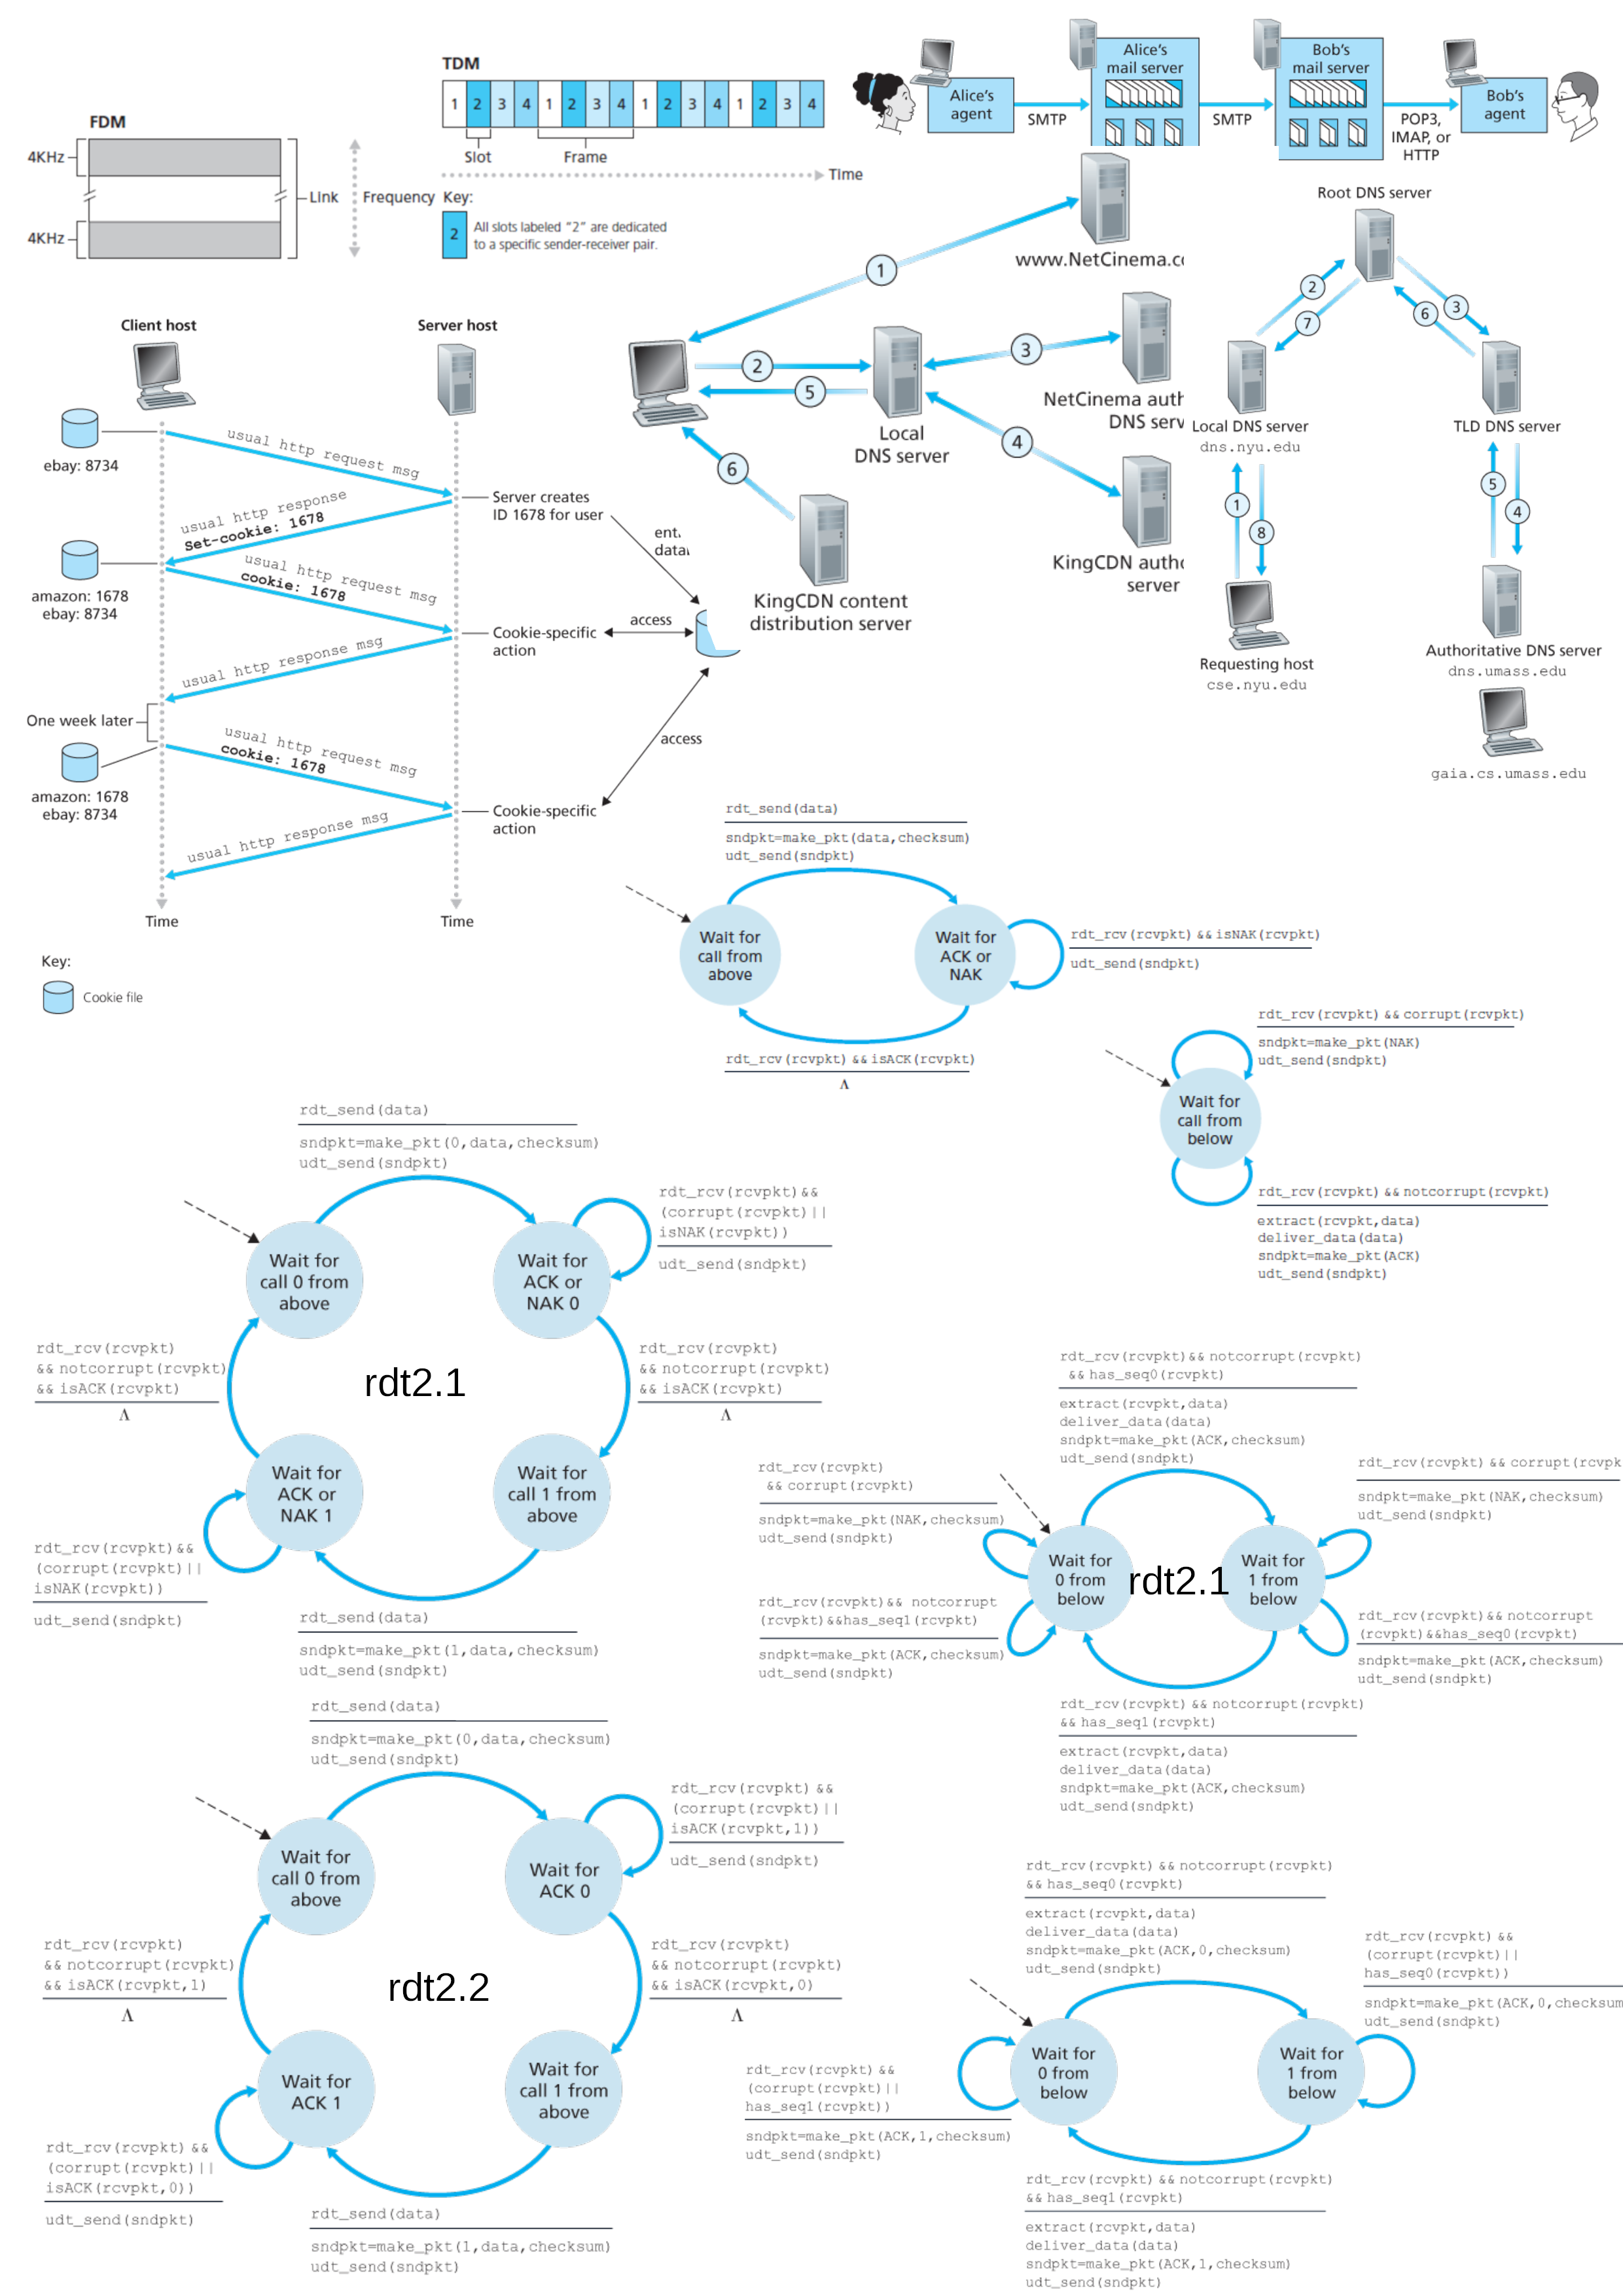 FDM
4KHz
4KHz
Link
Frequency
TDM
1 2 3 4 1 2 3 4 1 2 3 4 1 2 3 4
Slot
Frame
Time
Key:
2
All slots labeled “2” are dedicated
to a specific sender-receiver pair.
Alice’s
agent
SMTP
Alice’s
mail server
SMTP
Bob’s
mail server
POP3,
IMAP, or
HTTP
Bob’s
agent
Client host
Server host
ebay: 8734
usual http request msg
Server creates
ID 1678 for user
usual http response
Set-cookie: 1678
amazon: 1678
ebay: 8734
usual http request msg
cookie: 1678
Cookie-specific
action
access
usual http response msg
One week later
amazon: 1678
ebay: 8734
usual http request msg
cookie: 1678
access
Cookie-specific
action
usual http response msg
Time
Time
Key:
Cookie file
www.NetCinema.c
1
2
3
5
NetCinema auth
DNS serv
Local
DNS server
4
6
KingCDN auth
server
KingCDN content
distribution server
Root DNS server
2
7
3
6
Local DNS server
dns.nyu.edu
TLD DNS server
1
8
5
4
Requesting host
cse.nyu.edu
Authoritative DNS server
dns.umass.edu
gaia.cs.umass.edu
rdt_send(data)
sndpkt=make_pkt(data,checksum)
udt_send(sndpkt)
Wait for
call from
above
Wait for
ACK or
NAK
rdt_rcv(rcvpkt) && isNAK(rcvpkt)
udt_send(sndpkt)
rdt_rcv(rcvpkt) && isACK(rcvpkt)
Λ
rdt_rcv(rcvpkt) && corrupt(rcvpkt)
sndpkt=make_pkt(NAK)
udt_send(sndpkt)
Wait for
call from
below
rdt_rcv(rcvpkt) && notcorrupt(rcvpkt)
extract(rcvpkt,data)
deliver_data(data)
sndpkt=make_pkt(ACK)
udt_send(sndpkt)
rdt_send(data)
sndpkt=make_pkt(0,data,checksum)
udt_send(sndpkt)
Wait for
call 0 from
above
Wait for
ACK or
NAK 0
rdt_rcv(rcvpkt)&&
(corrupt(rcvpkt)||
isNAK(rcvpkt))
udt_send(sndpkt)
rdt_rcv(rcvpkt)
&& notcorrupt(rcvpkt)
&& isACK(rcvpkt)
Λ
rdt2.1
rdt_rcv(rcvpkt)
&& notcorrupt(rcvpkt)
&& isACK(rcvpkt)
Λ
Wait for
ACK or
NAK 1
Wait for
call 1 from
above
rdt_rcv(rcvpkt)&&
(corrupt(rcvpkt)||
isNAK(rcvpkt))
udt_send(sndpkt)
rdt_send(data)
sndpkt=make_pkt(1,data,checksum)
udt_send(sndpkt)
rdt_rcv(rcvpkt)&& notcorrupt(rcvpkt)
&& has_seq0(rcvpkt)
extract(rcvpkt,data)
deliver_data(data)
sndpkt=make_pkt(ACK,checksum)
udt_send(sndpkt)
rdt_rcv(rcvpkt)
&& corrupt(rcvpkt)
sndpkt=make_pkt(NAK,checksum)
udt_send(sndpkt)
rdt_rcv(rcvpkt) && corrupt(rcvpk
sndpkt=make_pkt(NAK,checksum)
udt_send(sndpkt)
Wait for
0 from
below
rdt2.1
Wait for
1 from
below
rdt_rcv(rcvpkt)&& notcorrupt
(rcvpkt)&&has_seq1(rcvpkt)
sndpkt=make_pkt(ACK,checksum)
udt_send(sndpkt)
rdt_rcv(rcvpkt)&& notcorrupt
(rcvpkt)&&has_seq0(rcvpkt)
sndpkt=make_pkt(ACK,checksum)
udt_send(sndpkt)
rdt_rcv(rcvpkt) && notcorrupt(rcvpkt)
&& has_seq1(rcvpkt)
extract(rcvpkt,data)
deliver_data(data)
sndpkt=make_pkt(ACK,checksum)
udt_send(sndpkt)
rdt_send(data)
sndpkt=make_pkt(0,data,checksum)
udt_send(sndpkt)
Wait for
call 0 from
above
Wait for
ACK 0
rdt_rcv(rcvpkt) &&
(corrupt(rcvpkt)||
isACK(rcvpkt,1))
udt_send(sndpkt)
rdt_rcv(rcvpkt)
&& notcorrupt(rcvpkt)
&& isACK(rcvpkt,1)
Λ
rdt2.2
rdt_rcv(rcvpkt)
&& notcorrupt(rcvpkt)
&& isACK(rcvpkt,0)
Λ
Wait for
ACK 1
Wait for
call 1 from
above
rdt_rcv(rcvpkt) &&
(corrupt(rcvpkt)||
isACK(rcvpkt,0))
udt_send(sndpkt)
rdt_send(data)
sndpkt=make_pkt(1,data,checksum)
udt_send(sndpkt)
rdt_rcv(rcvpkt) && notcorrupt(rcvpkt)
&& has_seq0(rcvpkt)
extract(rcvpkt,data)
deliver_data(data)
sndpkt=make_pkt(ACK,0,checksum)
udt_send(sndpkt)
rdt_rcv(rcvpkt) &&
(corrupt(rcvpkt)||
has_seq0(rcvpkt))
sndpkt=make_pkt(ACK,0,checksum
udt_send(sndpkt)
Wait for
0 from
below
Wait for
1 from
below
rdt_rcv(rcvpkt) &&
(corrupt(rcvpkt)||
has_seq1(rcvpkt))
sndpkt=make_pkt(ACK,1,checksum)
udt_send(sndpkt)
rdt_rcv(rcvpkt) && notcorrupt(rcvpkt)
&& has_seq1(rcvpkt)
extract(rcvpkt,data)
deliver_data(data)
sndpkt=make_pkt(ACK,1,checksum)
udt_send(sndpkt)